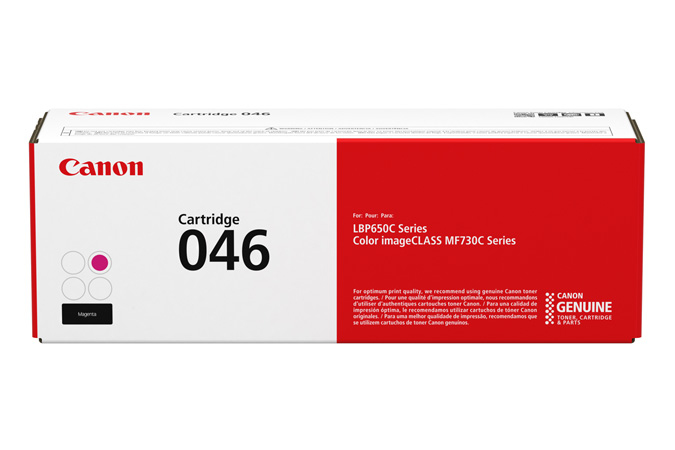 Canon
Cartridge 046
Canon
Cartridge
046
Magenta
For: Pour: Para:
LBP650C Series
Color imageCLASS MF730C Series
For optimum print quality, we recommend using genuine Canon toner
cartridges. / Pour une qualité d'impression optimale, nous recommandons
d'utiliser d'authentiques cartouches toner Canon. / Para una calidad de
impresión óptima, le recomendamos utilizar cartuchos de tóner Canon
originales. / Para uma melhor qualidade de impressão, recomendamos que
se utilizem cartuchos de toner Canon genuínos.
CANON
GENUINE
TONER, CARTRIDGE
& PARTS